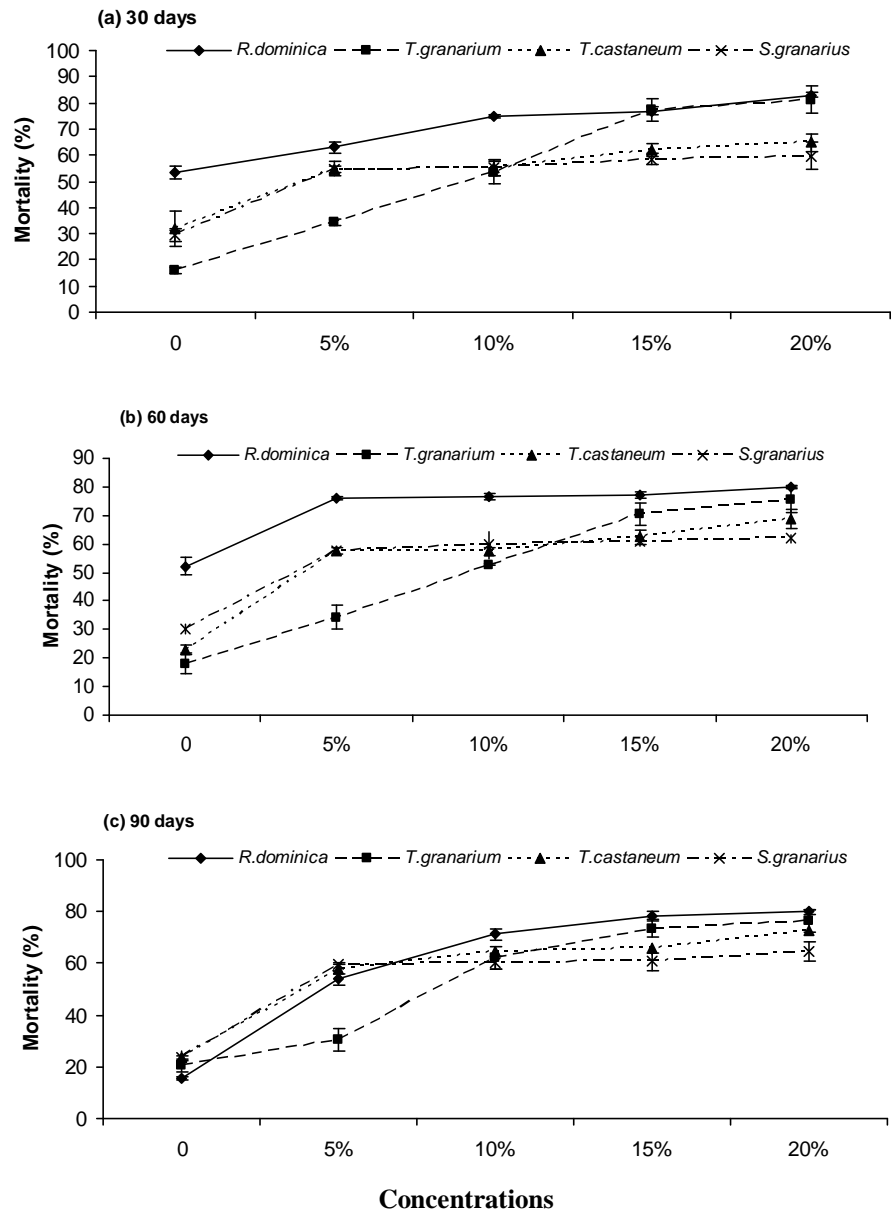 (a) 30 days
R.dominica T.granarium T.castaneum S.granarius
100
90
80
70
60
50
40
30
20
10
0
Mortality (%)
0 5% 10% 15% 20%
(b) 60 days
R.dominica T.granarium T.castaneum S.granarius
90
80
70
60
50
40
30
20
10
0
Mortality (%)
0 5% 10% 15% 20%
(c) 90 days
R.dominica T.granarium T.castaneum S.granarius
100
80
60
40
20
0
Mortality (%)
0 5% 10% 15% 20%
Concentrations